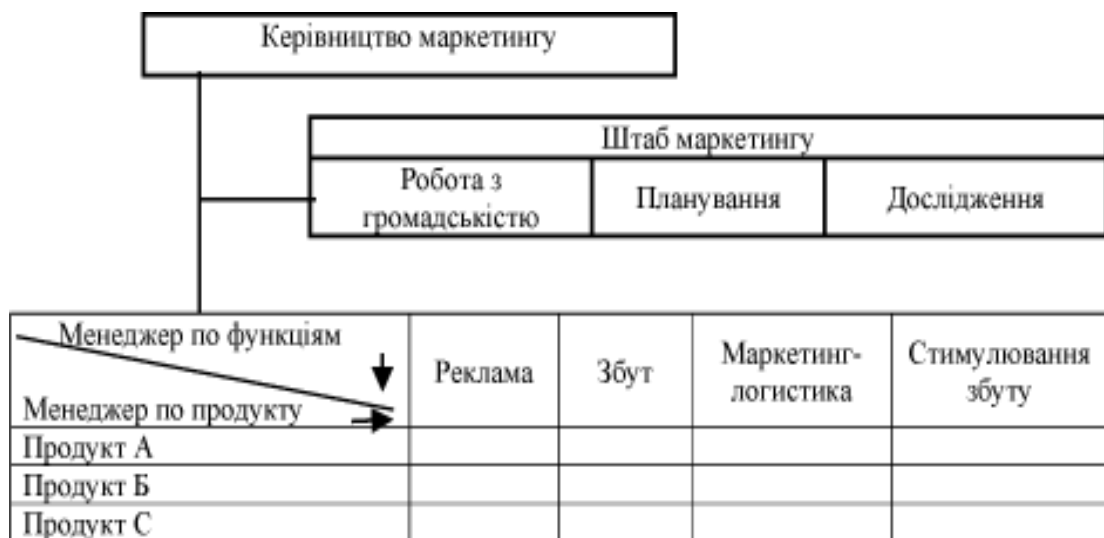 Керівництво маркетингу
Штаб маркетингу
Робота з
громадськістю
Планування
Дослідження
Менеджер по функціям
Менеджер по продукту
Реклама
Збут
Маркетинг-
логистика
Стимулювання
збуту
Продукт А
Продукт Б
Продукт С